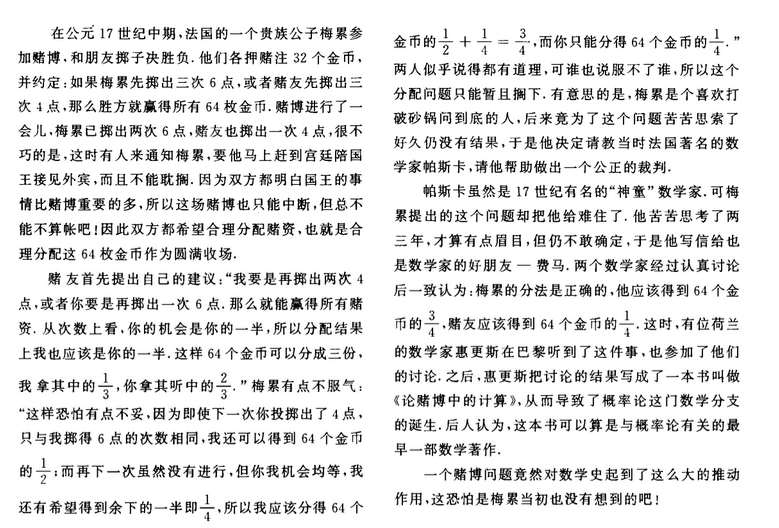 在公元 17 世纪中期,法国的一个贵族公子梅累参
加赌博,和朋友掷子决胜负. 他们各押赌注 32 个金币,
并约定:如果梅累先掷出三次 6 点,或者赌友先掷出三
次 4 点,那么胜方就赢得所有 64 枚金币. 赌博进行了一
会儿,梅累已掷出两次 6 点,赌友也掷出一次 4 点,很不
巧的是,这时有人来通知梅累,要他马上赶到宫廷陪国
王接见外宾,而且不能耽搁. 因为双方都明白国王的事
情比赌博重要的多,所以这场赌博也只能中断,但总不
能不算帐吧!因此双方都希望合理分配赌资,也就是合
理分配这 64 枚金币作为圆满收场.
赌友首先提出自己的建议:“我要是再掷出两次 4
点,或者你要是再掷出一次 6 点. 那么就能赢得所有赌
资. 从次数上看,你的机会是你的一半,所以分配结果
上我也应该是你的一半. 这样 64 个金币可以分成三份,
我拿其中的 1/3,你拿其听中的 2/3.”梅累有点不服气:
“这样恐怕有点不妥,因为即使下一次你投掷出了 4 点,
只与我掷得 6 点的次数相同,我还可以得到 64 个金币
的 1/2;而再下一次虽然没有进行,但你我机会均等,我
还有希望得到余下的一半即 1/4,所以我应该分得 64 个
金币的 1/2 + 1/4 = 3/4,而你只能分得 64 个金币的 1/4.”
两人似乎说得都有道理,可谁也说服不了谁,所以这个
分配问题只能暂且搁下. 有意思的是,梅累是个喜欢打
破砂锅问到底的人,后来竟为了这个问题苦苦思索了
好久仍没有结果,于是他决定请教当时法国著名的数
学家帕斯卡,请他帮助做出一个公正的裁判.
帕斯卡虽然是 17 世纪有名的“神童”数学家. 可梅
累提出的这个问题却把他给难住了. 他苦苦思考了两
三年,才算有点眉目,但仍不敢确定,于是他写信给也
是数学家的好朋友 — 费马. 两个数学家经过认真讨论
后一致认为:梅累的分法是正确的,他应该得到 64 个金
币的 3/4,赌友应该得到 64 个金币的 1/4. 这时,有位荷兰
的数学家惠更斯在巴黎听到了这件事,也参加了他们
的讨论. 之后,惠更斯把讨论的结果写成了一本书叫做
《论赌博中的计算》,从而导致了概率论这门数学分支
的诞生. 后人认为,这本书可以算是与概率论有关的最
早一部数学著作.
一个赌博问题竟然对数学史起到了这么大的推动
作用,这恐怕是梅累当初也没有想到的吧!